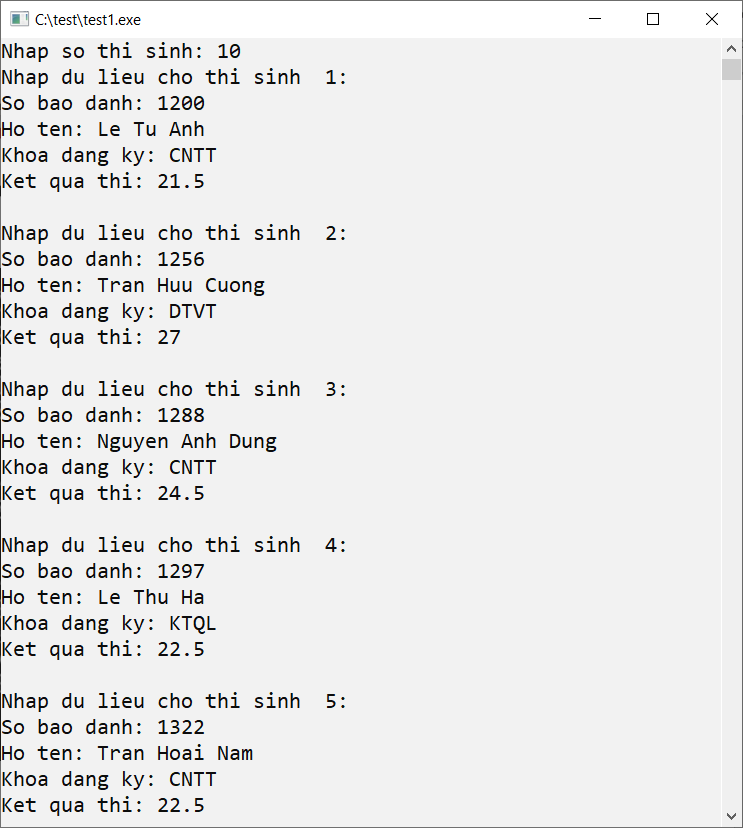 C:\test\test1.exe
Nhap so thi sinh: 10
Nhap du lieu cho thi sinh  1:
So bao danh: 1200
Ho ten: Le Tu Anh
Khoa dang ky: CNTT
Ket qua thi: 21.5

Nhap du lieu cho thi sinh  2:
So bao danh: 1256
Ho ten: Tran Huu Cuong
Khoa dang ky: DTVT
Ket qua thi: 27

Nhap du lieu cho thi sinh  3:
So bao danh: 1288
Ho ten: Nguyen Anh Dung
Khoa dang ky: CNTT
Ket qua thi: 24.5

Nhap du lieu cho thi sinh  4:
So bao danh: 1297
Ho ten: Le Thu Ha
Khoa dang ky: KTQL
Ket qua thi: 22.5

Nhap du lieu cho thi sinh  5:
So bao danh: 1322
Ho ten: Tran Hoai Nam
Khoa dang ky: CNTT
Ket qua thi: 22.5